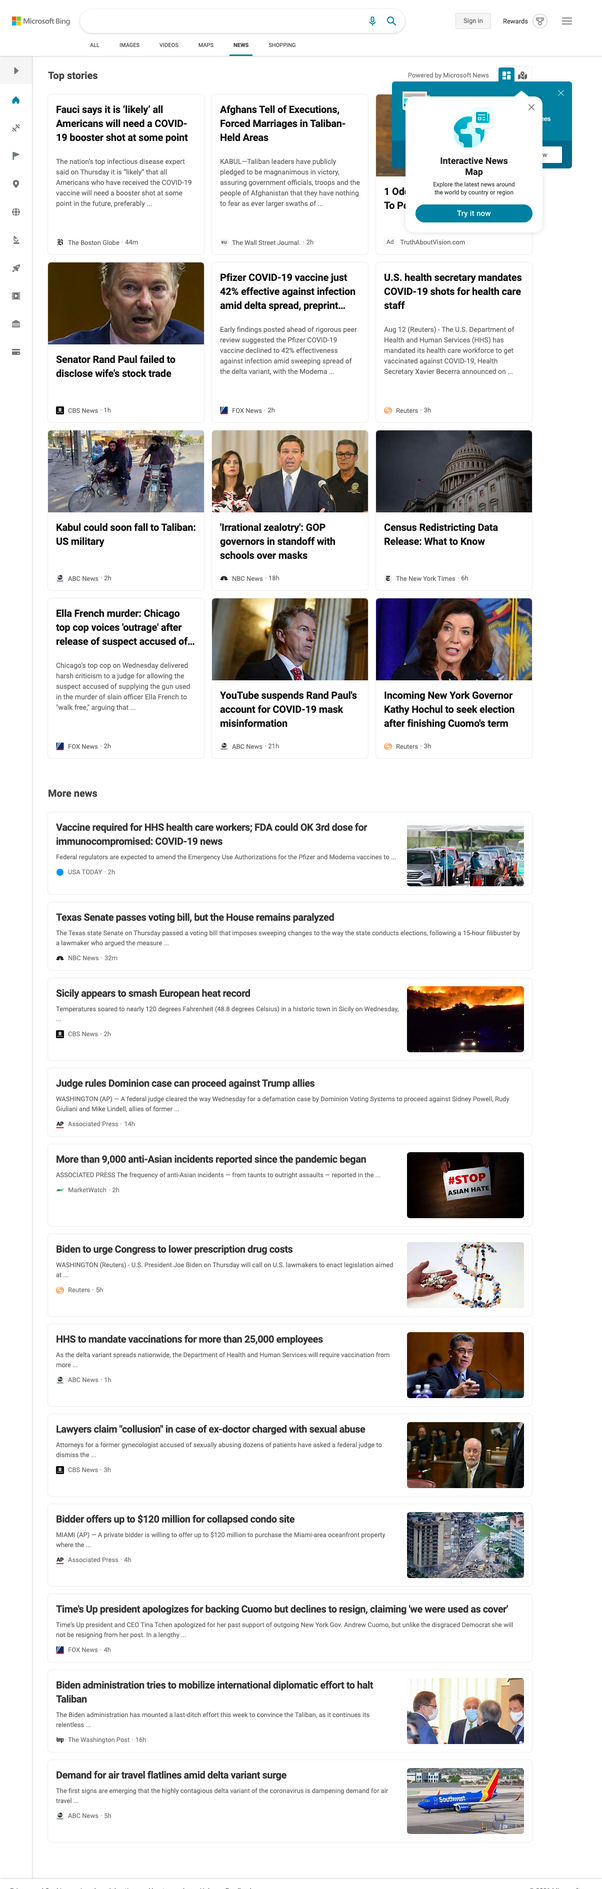 Microsoft Bing
Sign in
Rewards
ALL
IMAGES
VIDEOS
MAPS
NEWS
SHOPPING
Top stories
Powered by Microsoft News
Fauci says it is 'likely' all
Americans will need a COVID-
19 booster shot at some point
The nation's top infectious disease expert
said on Thursday it is "likely" that all
Americans who have received the COVID-19
vaccine will need a booster shot at some
point in the future, preferably ...
The Boston Globe · 44m
Afghans Tell of Executions,
Forced Marriages in Taliban-
Held Areas
KABUL—Taliban leaders have publicly
pledged to be magnanimous in victory,
assuring government officials, troops and the
people of Afghanistan that they have nothing
to fear as ever larger swaths of ...
The Wall Street Journal. · 2h
To
Ad TruthAboutVision.com
Interactive News
Map
Explore the latest news around
the world by country or region
Try it now
Senator Rand Paul failed to
disclose wife's stock trade
CBS News · 1h
Pfizer COVID-19 vaccine just
42% effective against infection
amid delta spread, preprint...
Early findings posted ahead of rigorous peer
review suggested the Pfizer COVID-19
vaccine declined to 42% effectiveness
against infection amid sweeping spread of
the delta variant, with the Moderna ...
FOX News · 2h
U.S. health secretary mandates
COVID-19 shots for health care
staff
Aug 12 (Reuters) - The U.S. Department of
Health and Human Services (HHS) has
mandated its health care workforce to get
vaccinated against COVID-19, Health
Secretary Xavier Becerra announced on ...
Reuters · 3h
Kabul could soon fall to Taliban:
US military
ABC News · 2h
'Irrational zealotry': GOP
governors in standoff with
schools over masks
NBC News · 18h
Census Redistricting Data
Release: What to Know
The New York Times · 6h
Ella French murder: Chicago
top cop voices 'outrage' after
release of suspect accused of...
Chicago's top cop on Wednesday delivered
harsh criticism to a judge for allowing the
suspect accused of supplying the gun used
in the murder of slain officer Ella French to
"walk free," arguing that ...
FOX News · 2h
YouTube suspends Rand Paul's
account for COVID-19 mask
misinformation
ABC News · 21h
Incoming New York Governor
Kathy Hochul to seek election
after finishing Cuomo's term
Reuters · 3h
More news
Vaccine required for HHS health care workers; FDA could OK 3rd dose for
immunocompromised: COVID-19 news
Federal regulators are expected to amend the Emergency Use Authorizations for the Pfizer and Moderna vaccines to ...
USA TODAY · 2h
Texas Senate passes voting bill, but the House remains paralyzed
The Texas state Senate on Thursday passed a voting bill that imposes sweeping changes to the way the state conducts elections, following a 15-hour filibuster by
a lawmaker who argued the measure ...
NBC News · 32m
Sicily appears to smash European heat record
Temperatures soared to nearly 120 degrees Fahrenheit (48.8 degrees Celsius) in a historic town in Sicily on Wednesday,
...
CBS News · 2h
Judge rules Dominion case can proceed against Trump allies
WASHINGTON (AP) — A federal judge cleared the way Wednesday for a defamation case by Dominion Voting Systems to proceed against Sidney Powell, Rudy
Giuliani and Mike Lindell, allies of former ...
AP Associated Press · 14h
More than 9,000 anti-Asian incidents reported since the pandemic began
ASSOCIATED PRESS The frequency of anti-Asian incidents — from taunts to outright assaults — reported in the ...
MarketWatch · 2h
#STOP
ASIAN HATE
Biden to urge Congress to lower prescription drug costs
WASHINGTON (Reuters) - U.S. President Joe Biden on Thursday will call on U.S. lawmakers to enact legislation aimed
at ...
Reuters · 5h
HHS to mandate vaccinations for more than 25,000 employees
As the delta variant spreads nationwide, the Department of Health and Human Services will require vaccination from
more ...
ABC News · 1h
Lawyers claim "collusion" in case of ex-doctor charged with sexual abuse
Attorneys for a former gynecologist accused of sexually abusing dozens of patients have asked a federal judge to
dismiss the ...
CBS News · 3h
Bidder offers up to $120 million for collapsed condo site
MIAMI (AP) — A private bidder is willing to offer up to $120 million to purchase the Miami-area oceanfront property
where the ...
AP Associated Press · 4h
Time's Up president apologizes for backing Cuomo but declines to resign, claiming 'we were used as cover'
Time's Up president and CEO Tina Tchen apologized for her past support of outgoing New York Gov. Andrew Cuomo, but unlike the disgraced Democrat she will
not be resigning from her post. In a lengthy ...
FOX News · 4h
Biden administration tries to mobilize international diplomatic effort to halt
Taliban
The Biden administration has mounted a last-ditch effort this week to convince the Taliban, as it continues its
relentless ...
wp The Washington Post · 16h
Demand for air travel flatlines amid delta variant surge
The first signs are emerging that the highly contagious delta variant of the coronavirus is dampening demand for air
travel ...
ABC News · 5h
Southwest